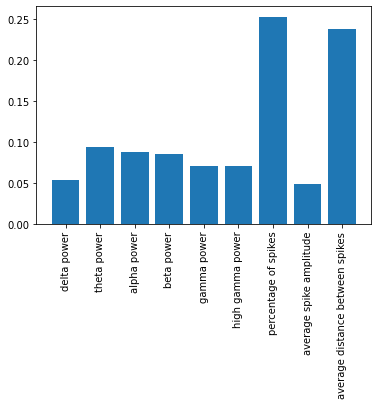 0.25
0.20
0.15
0.10
0.05
0.00
delta power
theta power
alpha power
beta power
gamma power
high gamma power
percentage of spikes
average spike amplitude
average distance between spikes